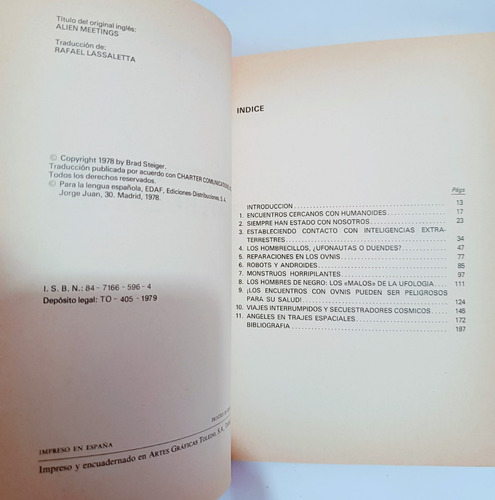 Título del original inglés:
ALIEN MEETINGS
Traducción de:
RAFAEL LASSALETTA
© Copyright 1978 by Brad Steiger.
Traducción publicada por acuerdo con CHARTER COMUNICATIONS,
Todos los derechos reservados.
© Para la lengua española, EDAF, Ediciones-Distribuciones, S.A.
Jorge Juan, 30. Madrid, 1978.
I. S. B. N.: 84 - 7166 - 596 - 4
Depósito legal: TO - 405 - 1979
PRINTED IN
IMPRESO EN ESPAÑA
Impreso y encuadernado en ARTES GRÁFICAS TOLEDO, S.A.
INDICE
Págs
INTRODUCCION 13
1. ENCUENTROS CERCANOS CON HUMANOIDES 17
2. SIEMPRE HAN ESTADO CON NOSOTROS 23
3. ESTABLECIENDO CONTACTO CON INTELIGENCIAS EXTRA-
TERRESTRES 34
4. LOS HOMBRECILLOS, ¿UFONAUTAS O DUENDES? 47
5. REPARACIONES EN LOS OVNIS 77
6. ROBOTS Y ANDROIDES 85
7. MONSTRUOS HORRIPILANTES 97
8. LOS HOMBRES DE NEGRO: LOS «MALOS» DE LA UFOLOGIA 111
9. ¡LOS ENCUENTROS CON OVNIS PUEDEN SER PELIGROSOS
PARA SU SALUD! 124
10. VIAJES INTERRUMPIDOS Y SECUESTRADORES COSMICOS 145
11. ANGELES EN TRAJES ESPACIALES 172
BIBLIOGRAFIA 187